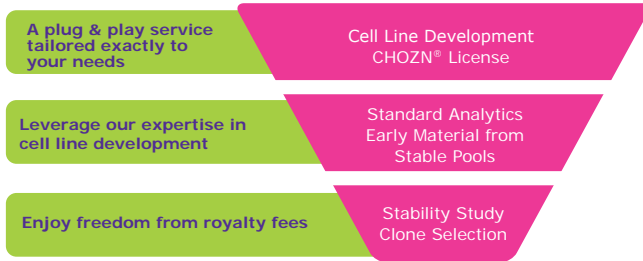 A plug & play service
tailored exactly to
your needs
Cell Line Development
CHOZN® License
Leverage our expertise in
cell line development
Standard Analytics
Early Material from
Stable Pools
Enjoy freedom from royalty fees
Stability Study
Clone Selection